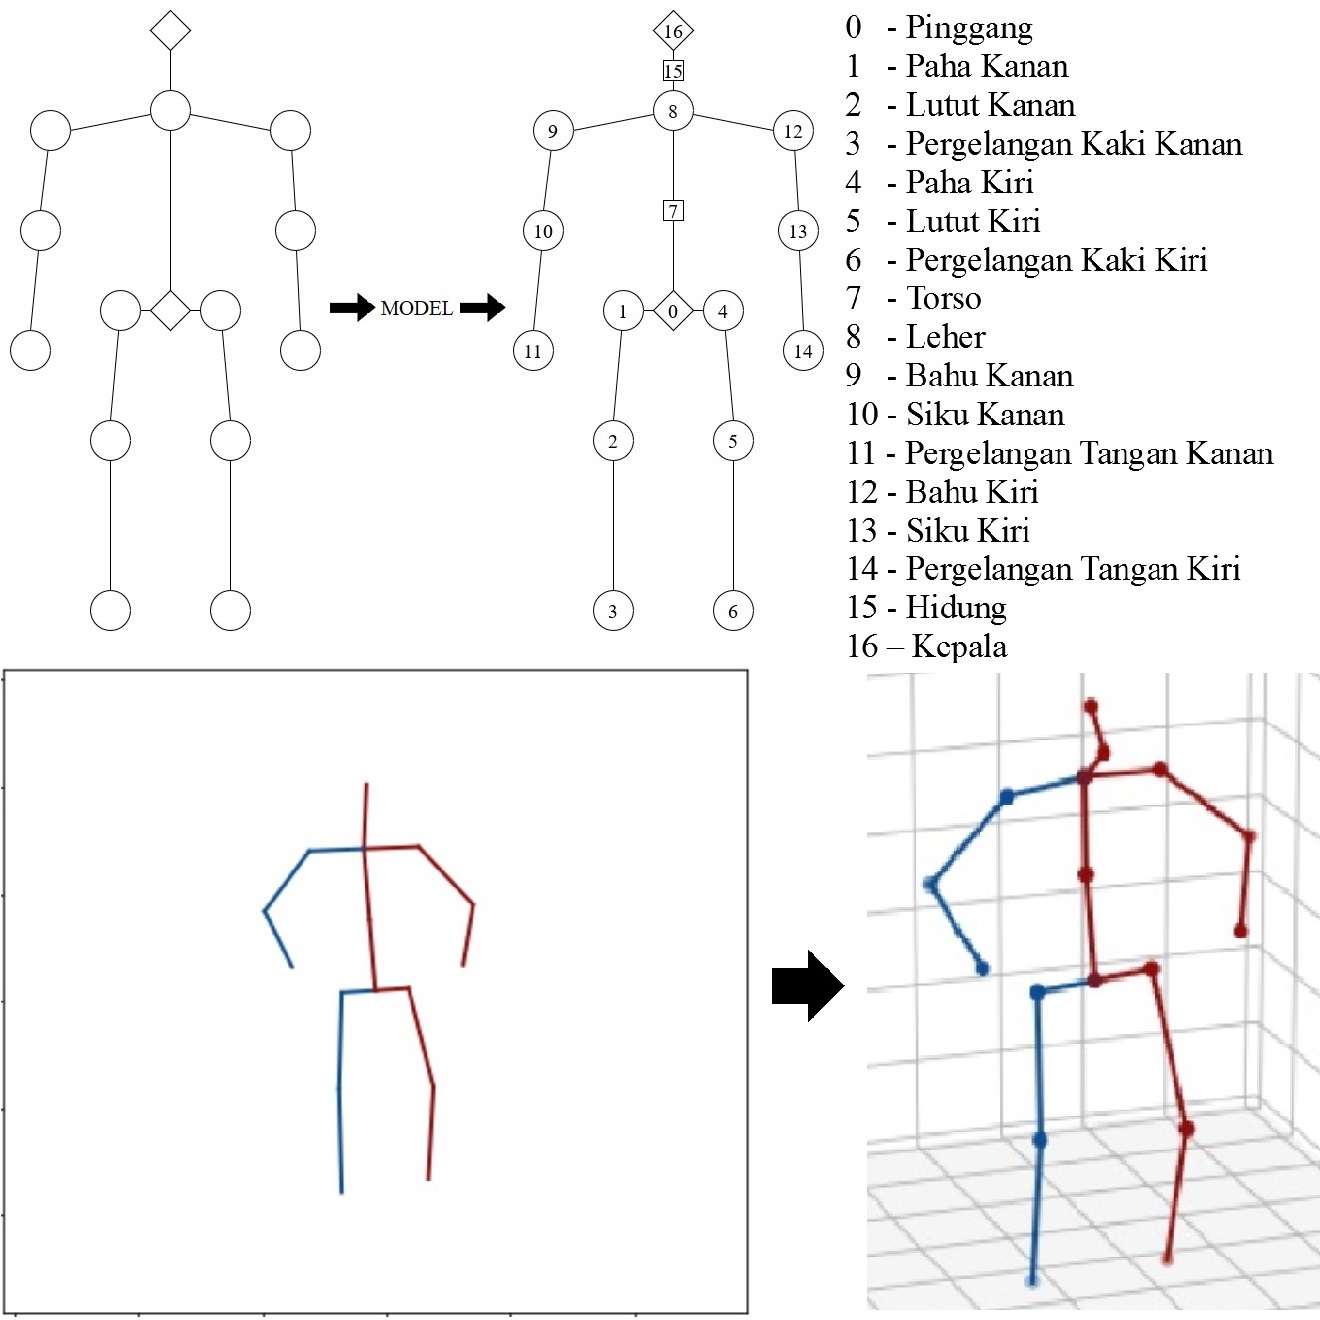 16
15
8
9
12
7
10
13
1
0
4
11
14
MODEL
2
5
3
6
0 - Pinggang
1 - Paha Kanan
2 - Lutut Kanan
3 - Pergelangan Kaki Kanan
4 - Paha Kiri
5 - Lutut Kiri
6 - Pergelangan Kaki Kiri
7 - Torso
8 - Leher
9 - Bahu Kanan
10 - Siku Kanan
11 - Pergelangan Tangan Kanan
12 - Bahu Kiri
13 - Siku Kiri
14 - Pergelangan Tangan Kiri
15 - Hidung
16 – Kepala